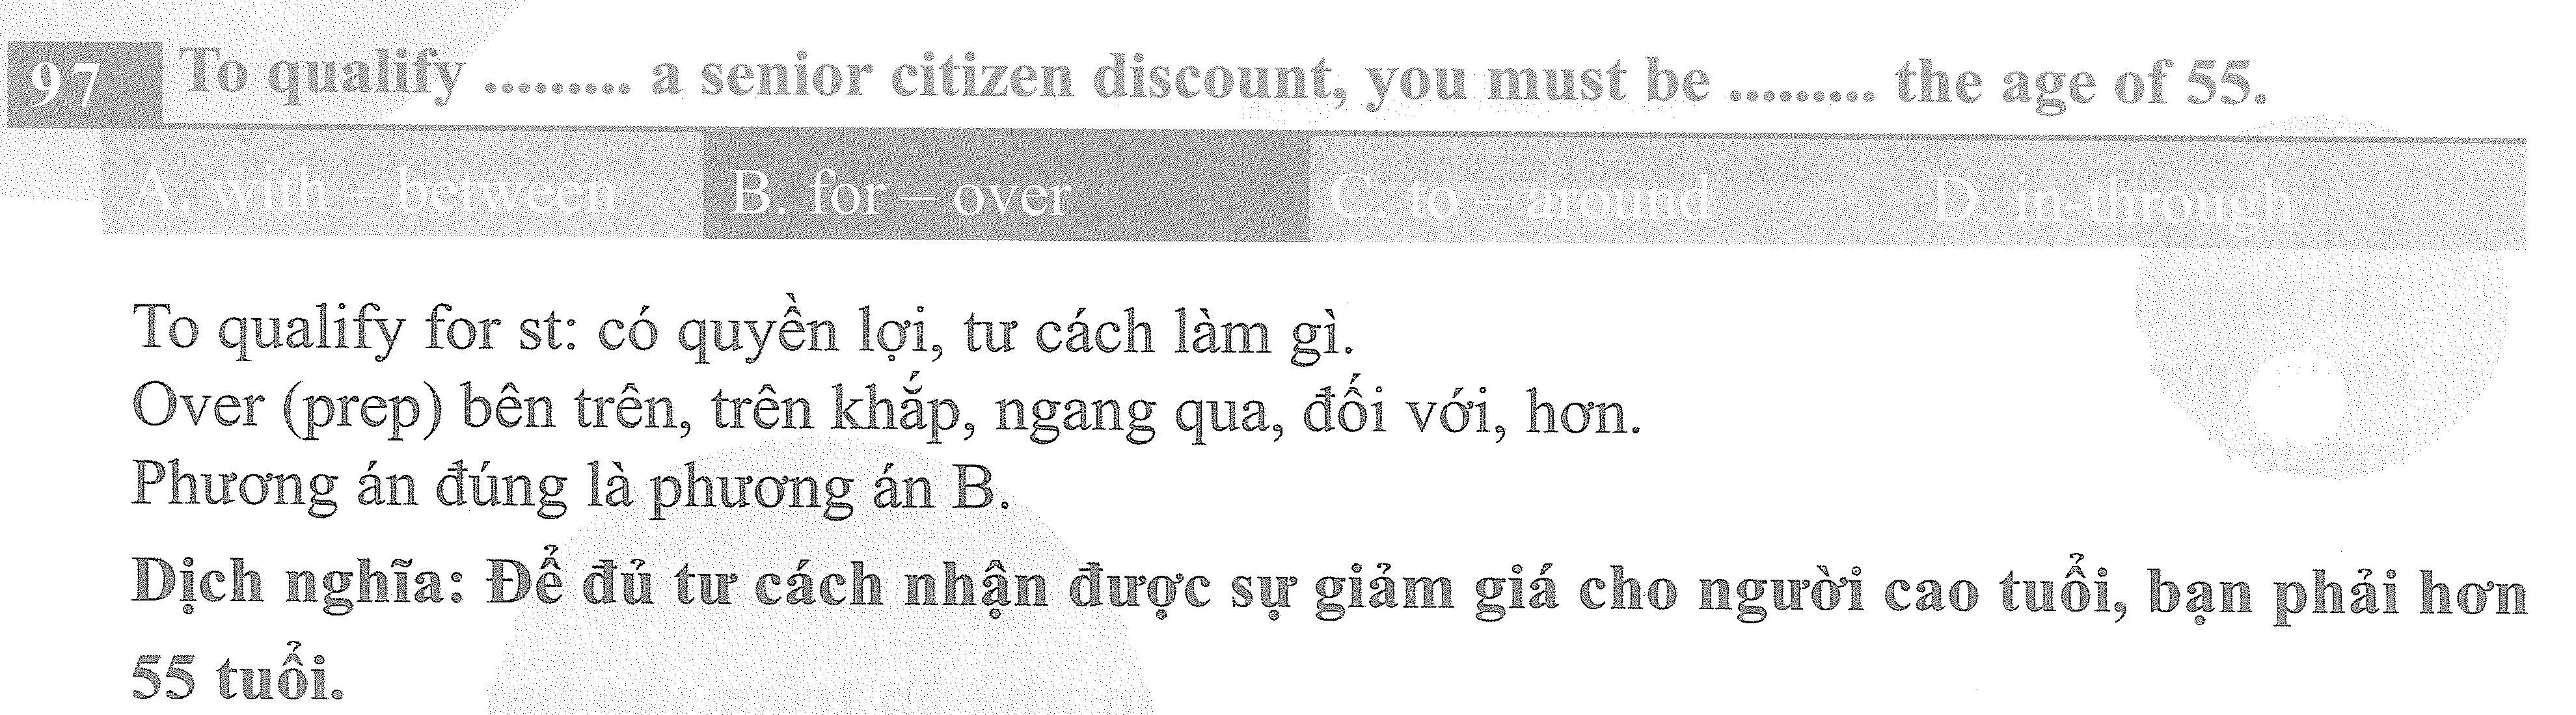 97 To qualify ......... a senior citizen discount, you must be ......... the age of 55.
A. with – between B. for – over C. to – around D. in-through
To qualify for st: có quyền lợi, tư cách làm gì.
Over (prep) bên trên, trên khắp, ngang qua, đối với, hơn.
Phương án đúng là phương án B.
Dịch nghĩa: Để đủ tư cách nhận được sự giảm giá cho người cao tuổi, bạn phải hơn
55 tuổi.